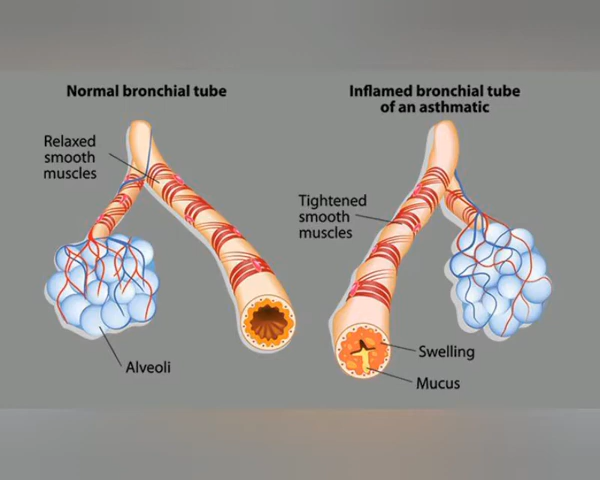 Normal bronchial tube
Relaxed
smooth
muscles
Alveoli
Inflamed bronchial tube
of an asthmatic
Tightened
smooth
muscles
Swelling
Mucus